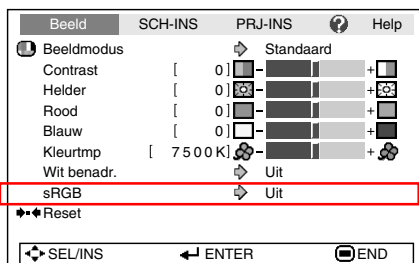 Beeld SCH-INS PRJ-INS ? Help
Beeldmodus Standaard
Contrast [ 0] - +
Helder [ 0] - +
Rood [ 0] - +
Blauw [ 0] - +
Kleurtmp [ 7500K] - +
Wit benadr. Uit
sRGB Uit
Reset
SEL/INS ENTER END